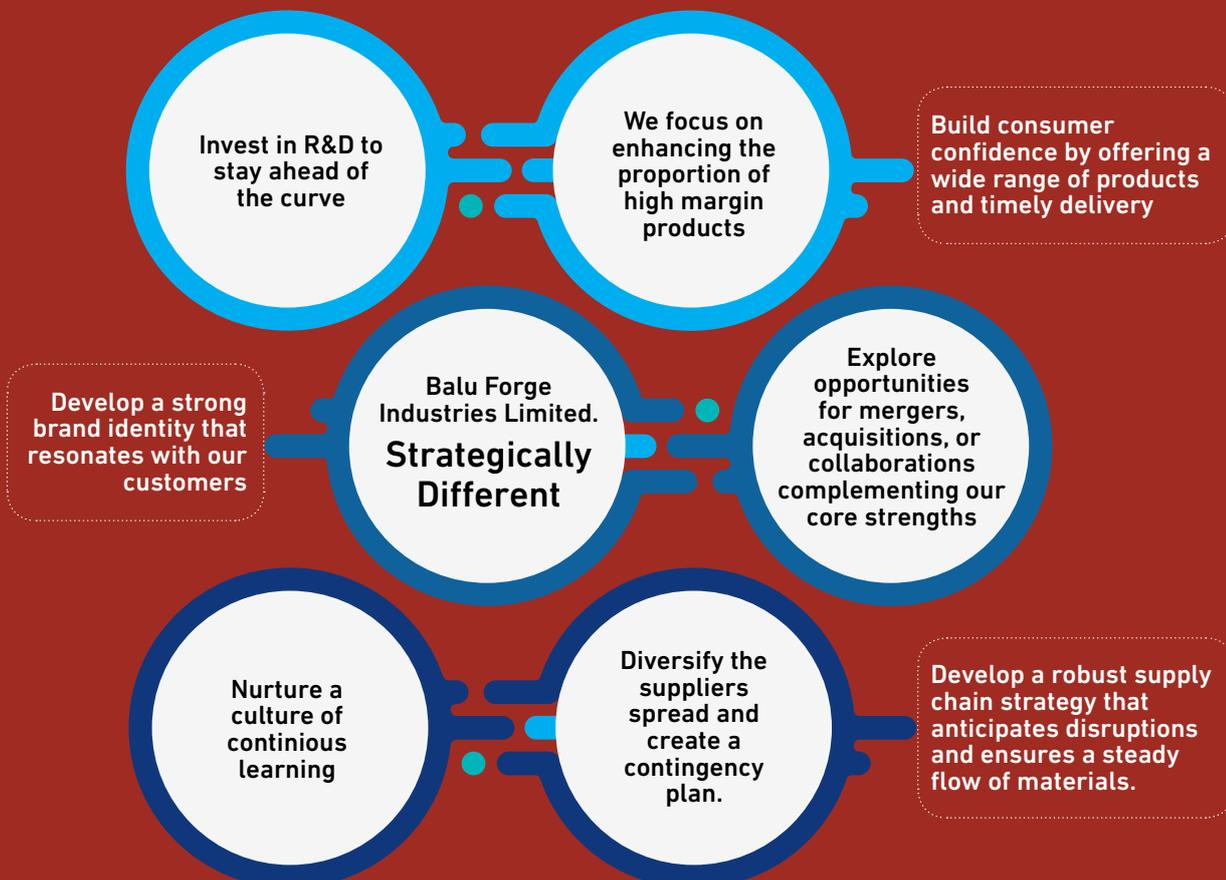 Invest in R&D to
stay ahead of
the curve
We focus on
enhancing the
proportion of
high margin
products
Build consumer
confidence by offering a
wide range of products
and timely delivery
Develop a strong
brand identity that
resonates with our
customers
Balu Forge
Industries Limited.
Strategically
Different
Explore
opportunities
for mergers,
acquisitions, or
collaborations
complementing our
core strengths
Nurture a
culture of
continious
learning
Diversify the
suppliers
spread and
create a
contingency
plan.
Develop a robust supply
chain strategy that
anticipates disruptions
and ensures a steady
flow of materials.